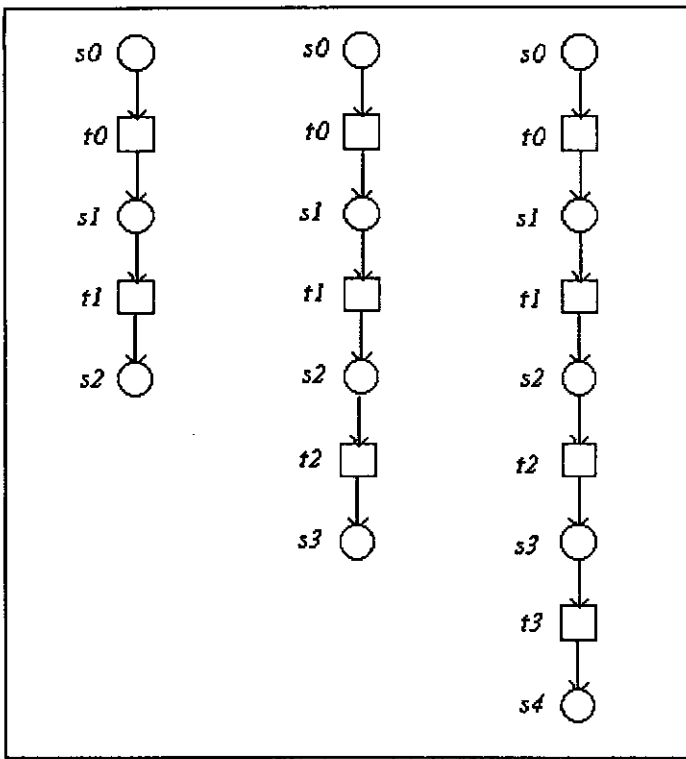 s0 s0 s0
t0 t0 t0
s1 s1 s1
t1 t1 t1
s2 s2 s2
t2 t2
s3 s3
t3
s4